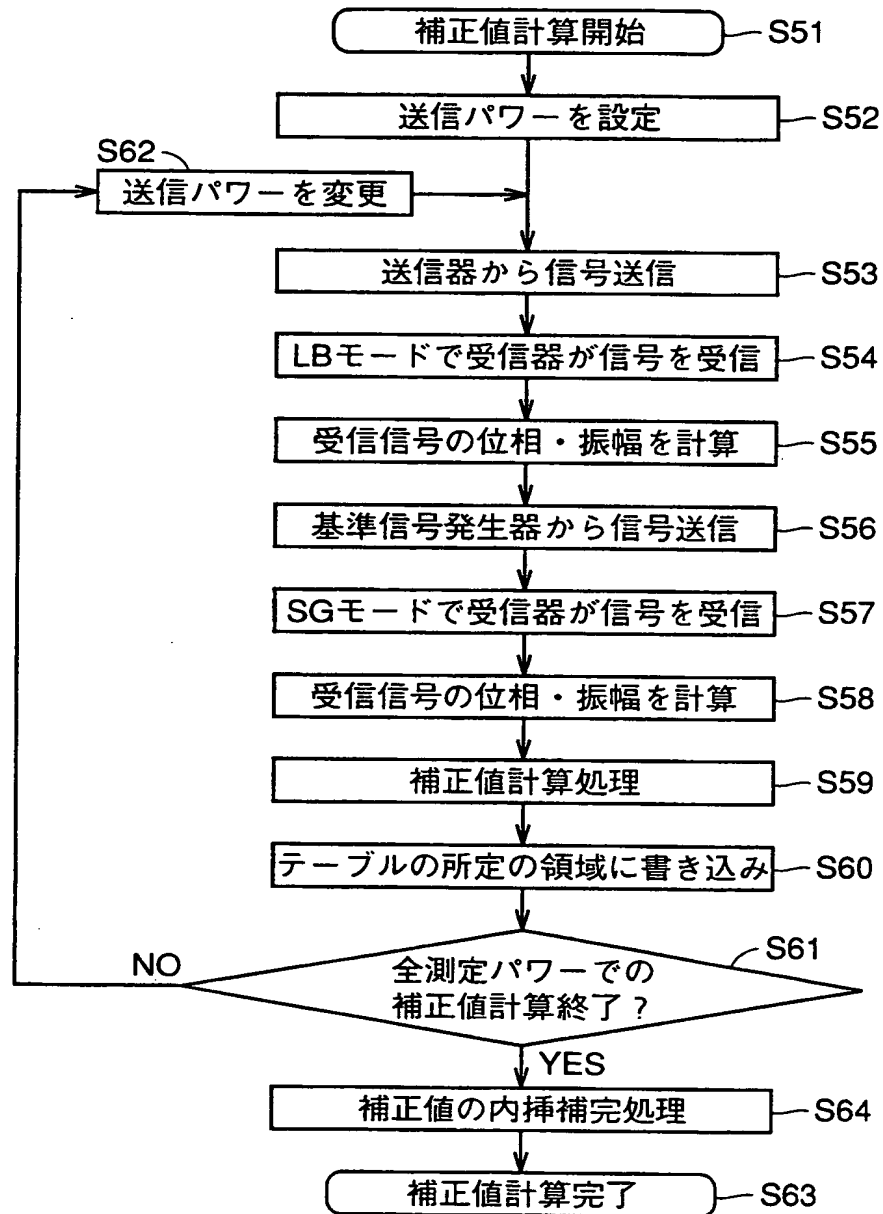 補正値計算開始 S51
送信パワーを設定 S52
S62
送信パワーを変更
送信器から信号送信 S53
LBモードで受信器が信号を受信 S54
受信信号の位相・振幅を計算 S55
基準信号発生器から信号送信 S56
SGモードで受信器が信号を受信 S57
受信信号の位相・振幅を計算 S58
補正値計算処理 S59
テーブルの所定の領域に書き込み S60
S61
NO
全測定パワーでの
補正値計算終了?
YES
補正値の内挿補完処理 S64
補正値計算完了 S63